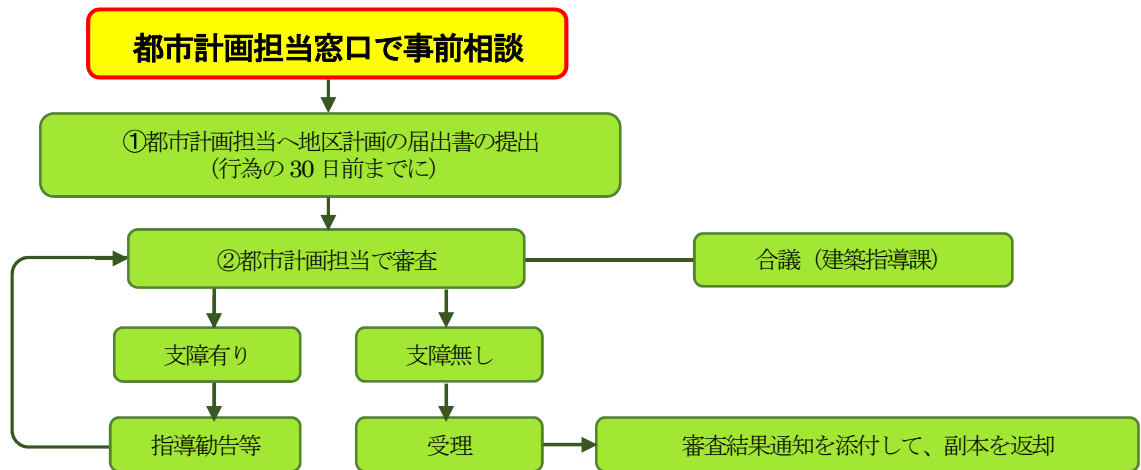 都市計画担当窓口で事前相談
①都市計画担当へ地区計画の届出書の提出
（行為の 30 日前までに）
②都市計画担当で審査
合議（建築指導課）
支障有り
支障無し
指導勧告等
受理
審査結果通知を添付して、副本を返却